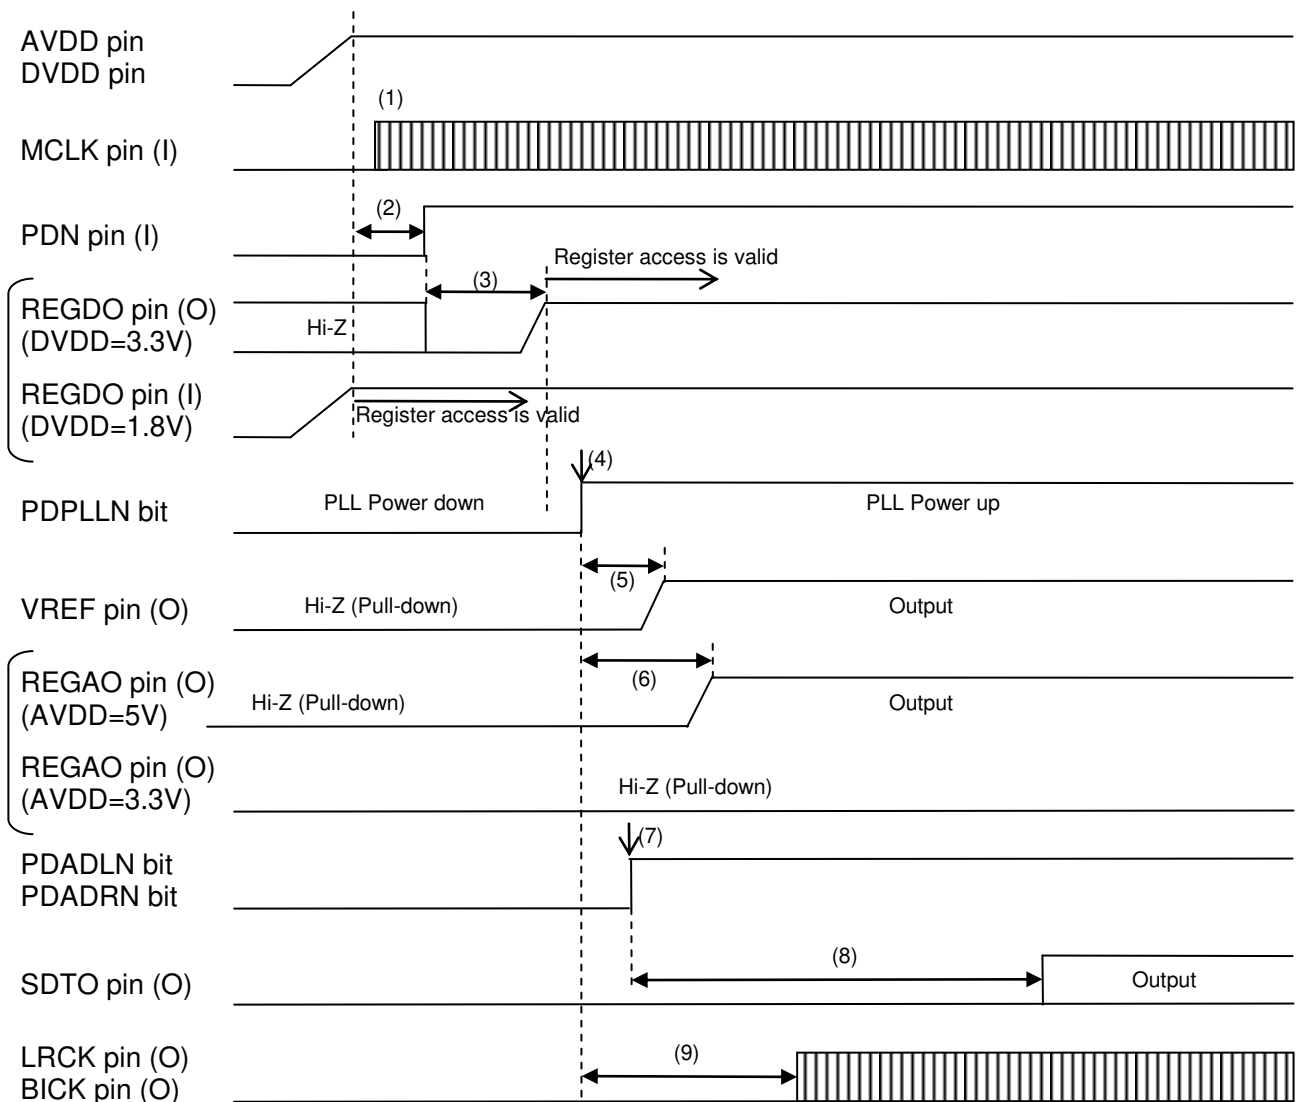 AVDD pin
DVDD pin
(1)
MCLK pin (I)
(2)
PDN pin (I)
Register access is valid
(3)
REGDO pin (O)
(DVDD=3.3V)
Hi-Z
REGDO pin (I)
(DVDD=1.8V)
Register access is valid
(4)
PDPLLN bit
PLL Power down
PLL Power up
(5)
VREF pin (O)
Hi-Z (Pull-down)
Output
(6)
REGAO pin (O)
(AVDD=5V)
Hi-Z (Pull-down)
Output
REGAO pin (O)
(AVDD=3.3V)
Hi-Z (Pull-down)
(7)
PDADLN bit
PDADRN bit
(8)
SDTO pin (O)
Output
(9)
LRCK pin (O)
BICK pin (O)